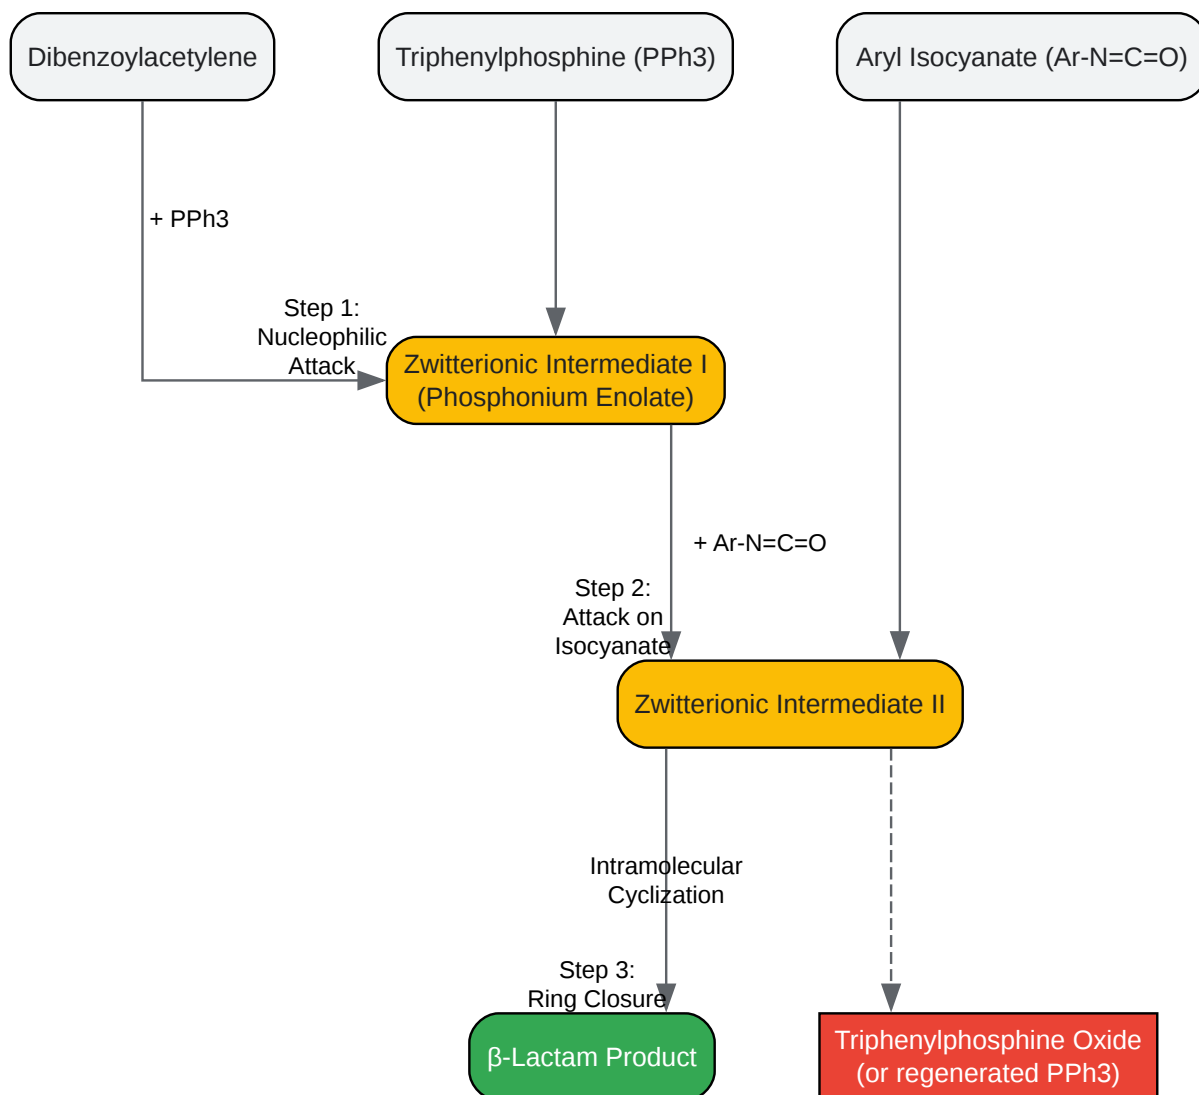 Dibenzoylacetylene
Triphenylphosphine (PPh3)
Aryl Isocyanate (Ar-N=C=O)
+ PPh3
Step 1:
Nucleophilic
Attack
Zwitterionic Intermediate I
(Phosphonium Enolate)
+ Ar-N=C=O
Step 2:
Attack on
Isocyanate
Zwitterionic Intermediate II
Intramolecular
Cyclization
Step 3:
Ring Closure
β-Lactam Product
Triphenylphosphine Oxide
(or regenerated PPh3)